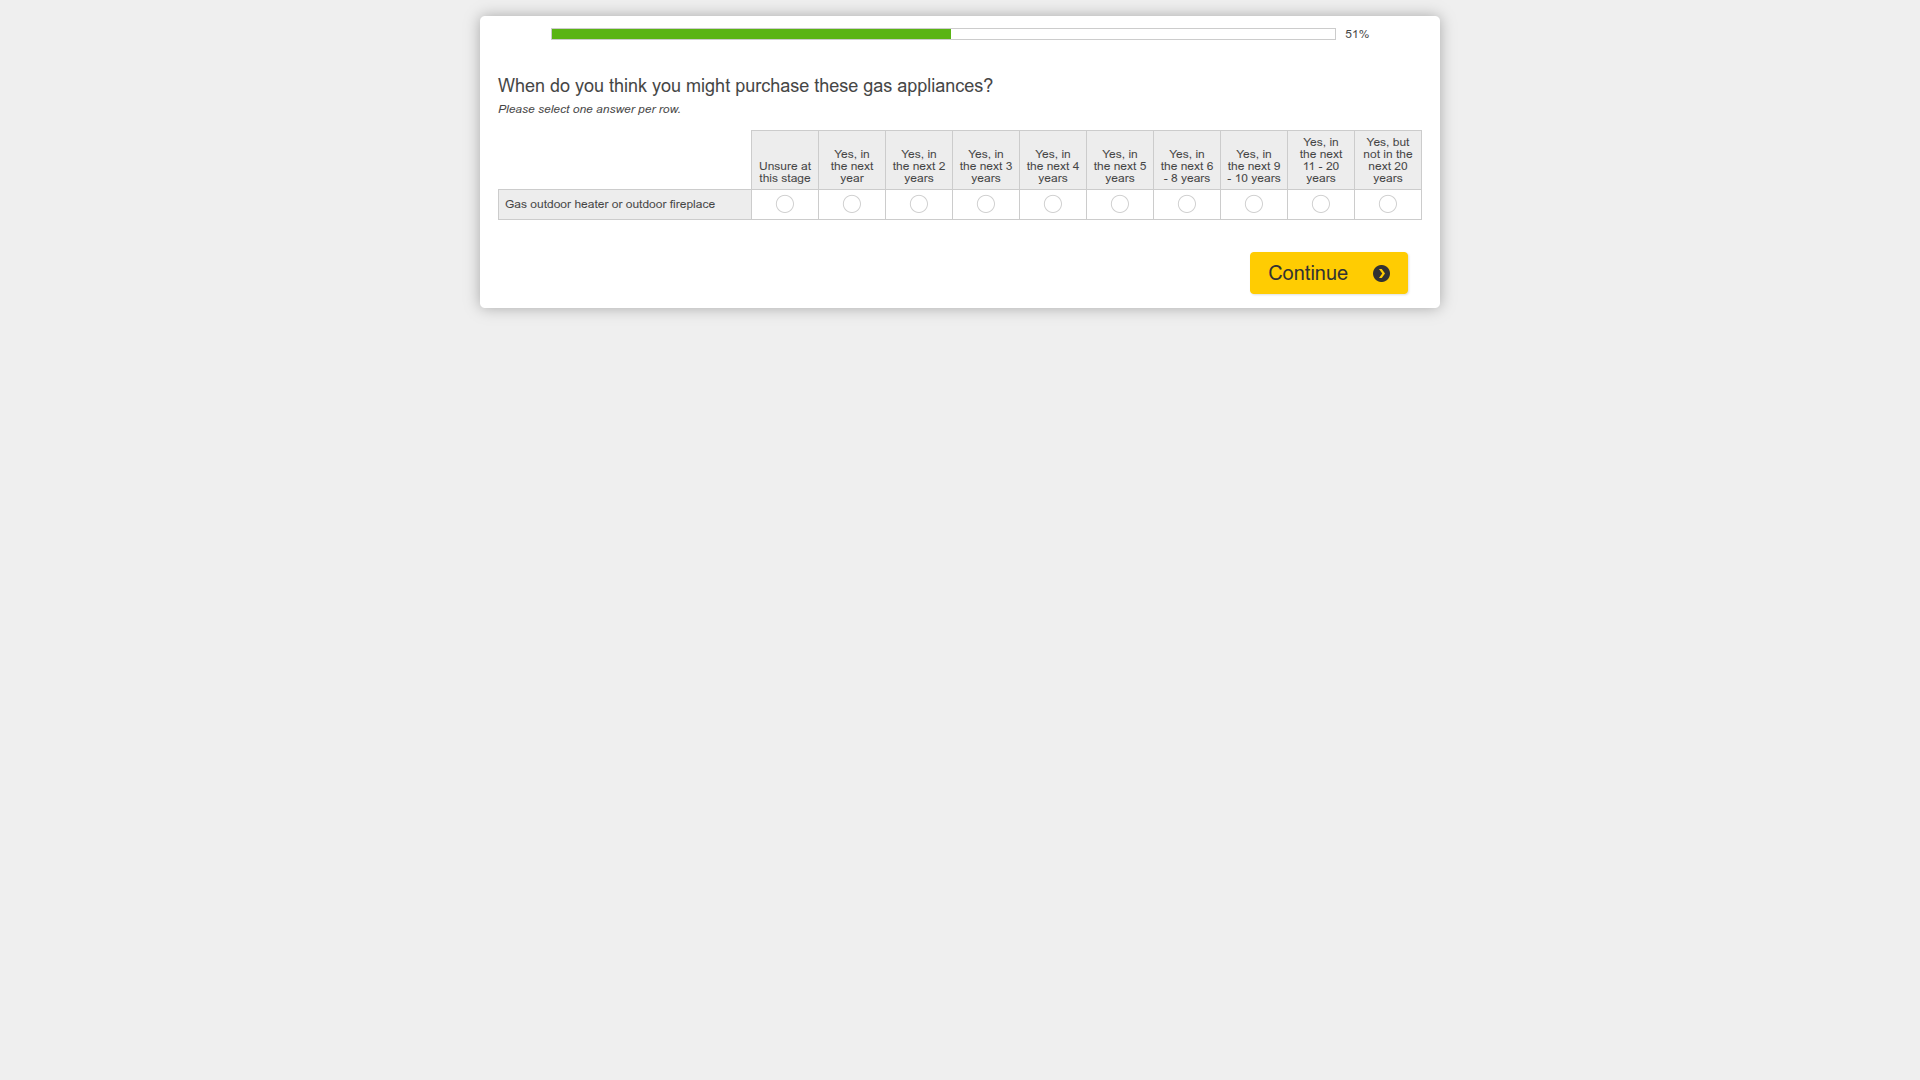 51%
When do you think you might purchase these gas appliances?
Please select one answer per row.
Unsure at
this stage
Yes, in
the next
year
Yes, in
the next 2
years
Yes, in
the next 3
years
Yes, in
the next 4
years
Yes, in
the next 5
years
Yes, in
the next 6
- 8 years
Yes, in
the next 9
- 10 years
Yes, in
the next
11 - 20
years
Yes, but
not in the
next 20
years
Gas outdoor heater or outdoor fireplace
Continue